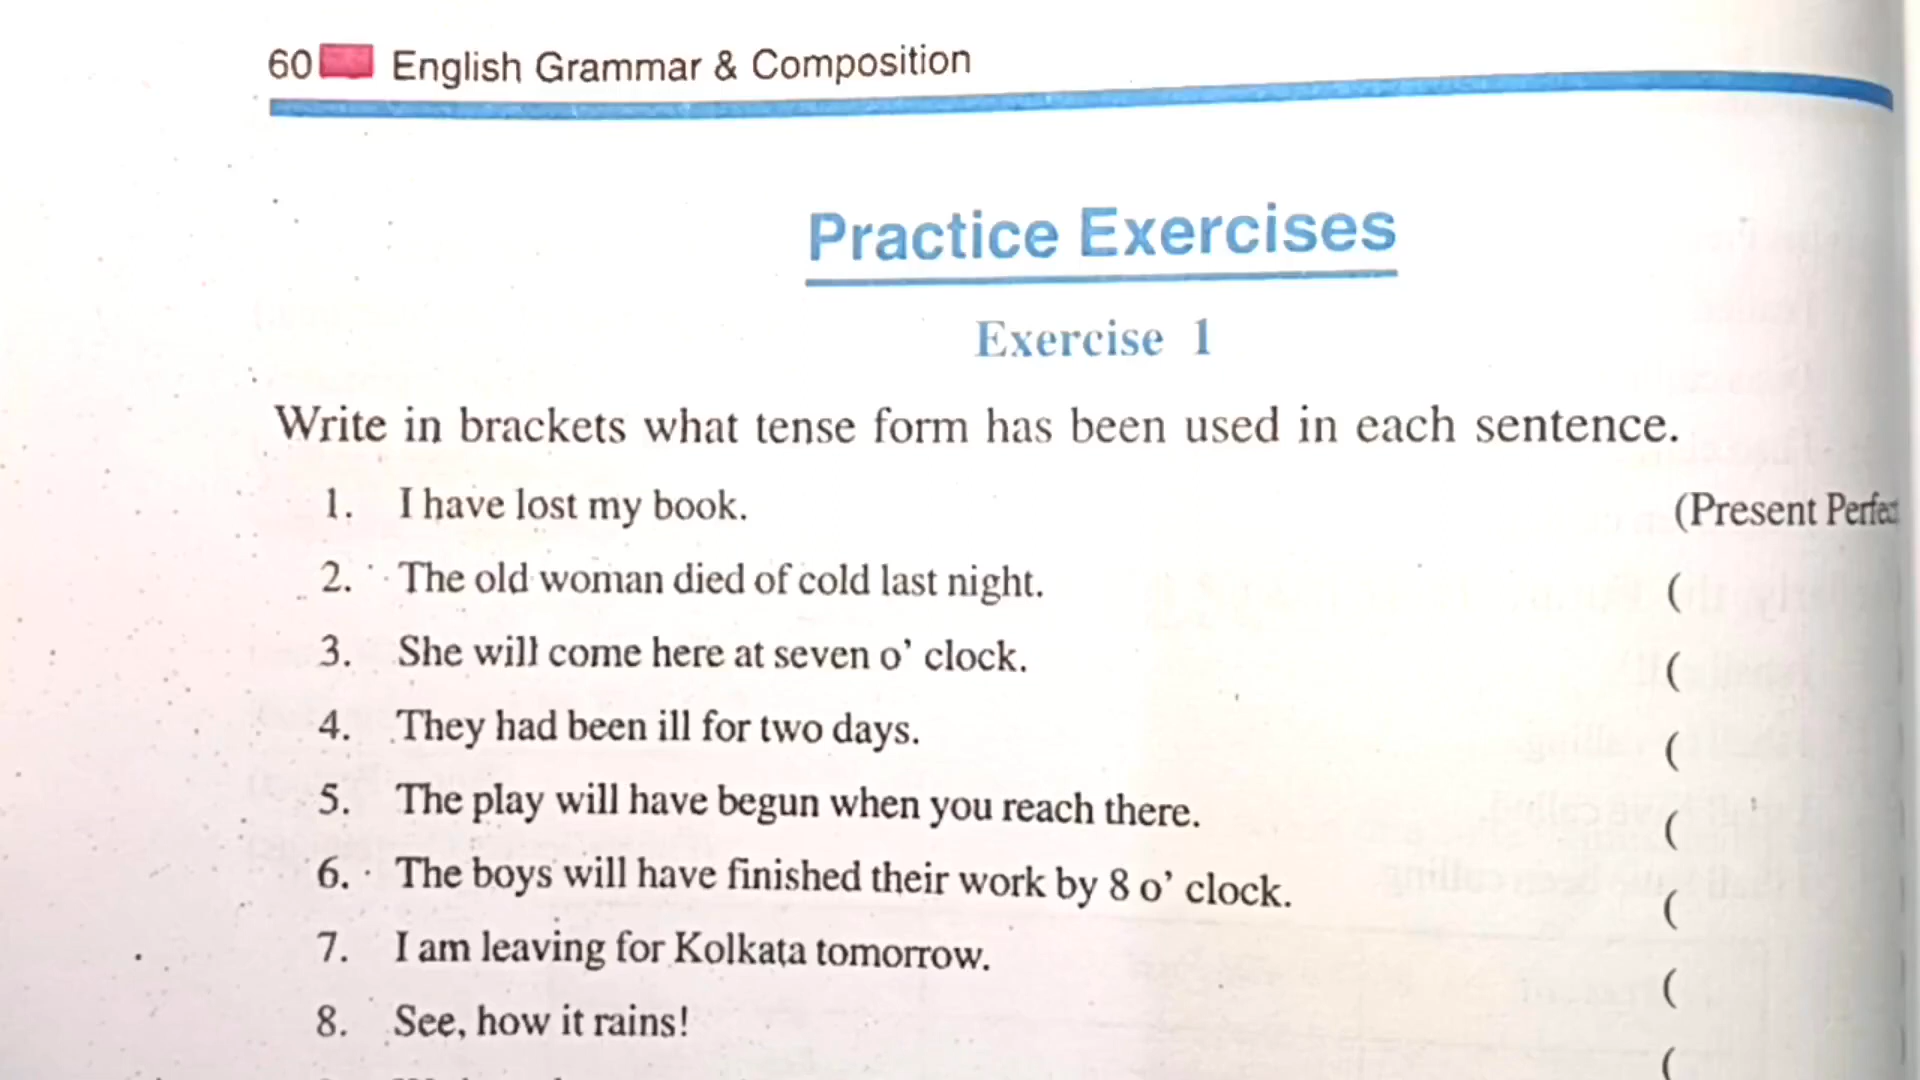 60 English Grammar & Composition
Practice Exercises
Exercise 1
Write in brackets what tense form has been used in each sentence.
1. I have lost my book. (Present Perfect
2. The old woman died of cold last night. (
3. She will come here at seven o' clock. (
4. They had been ill for two days. (
5. The play will have begun when you reach there. (
6. The boys will have finished their work by 8 o' clock. (
7. I am leaving for Kolkata tomorrow. (
8. See, how it rains! (